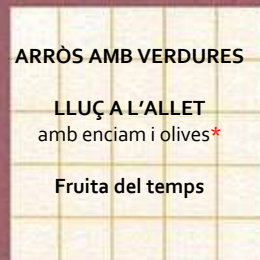 ARRÒS AMB VERDURES
LLUÇ A L’ALLET
amb enciam i olives*
Fruita del temps